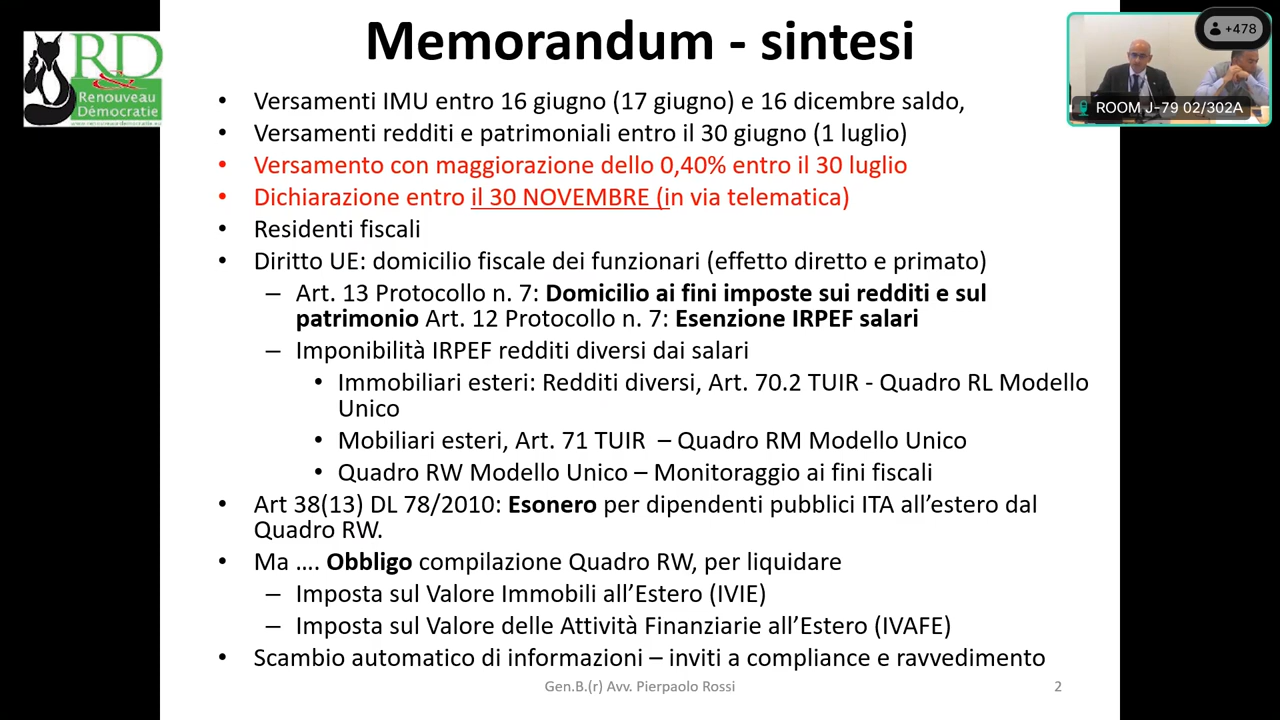 Memorandum - sintesi
R&D
Renouveau
Démocratie
+478
ROOM J-79 02/302A
• Versamenti IMU entro 16 giugno (17 giugno) e 16 dicembre saldo,
• Versamenti redditi e patrimoniali entro il 30 giugno (1 luglio)
• Versamento con maggiorazione dello 0,40% entro il 30 luglio
• Dichiarazione entro il 30 NOVEMBRE (in via telematica)
• Residenti fiscali
• Diritto UE: domicilio fiscale dei funzionari (effetto diretto e primato)
– Art. 13 Protocollo n. 7: Domicilio ai fini imposte sui redditi e sul
patrimonio Art. 12 Protocollo n. 7: Esenzione IRPEF salari
– Imponibilità IRPEF redditi diversi dai salari
• Immobiliari esteri: Redditi diversi, Art. 70.2 TUIR - Quadro RL Modello
Unico
• Mobiliari esteri, Art. 71 TUIR – Quadro RM Modello Unico
• Quadro RW Modello Unico – Monitoraggio ai fini fiscali
• Art 38(13) DL 78/2010: Esonero per dipendenti pubblici ITA all’estero dal
Quadro RW.
• Ma …. Obbligo compilazione Quadro RW, per liquidare
– Imposta sul Valore Immobili all’Estero (IVIE)
– Imposta sul Valore delle Attività Finanziarie all’Estero (IVAFE)
• Scambio automatico di informazioni – inviti a compliance e ravvedimento
Gen.B.(r) Avv. Pierpaolo Rossi
2